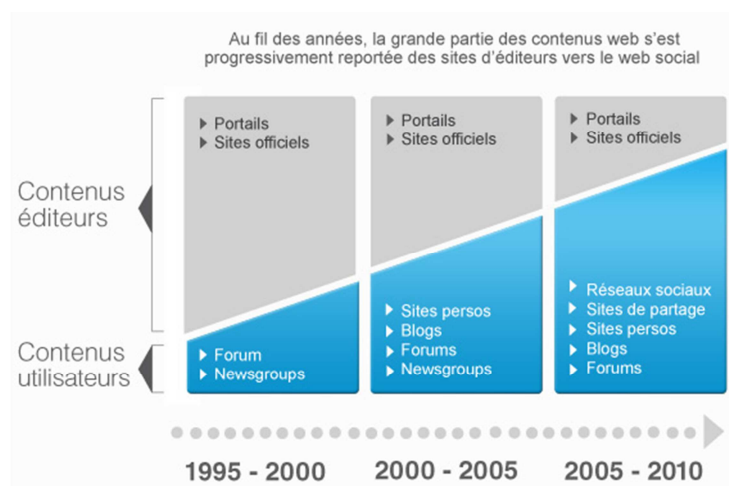 Au fil des années, la grande partie des contenus web s'est
progressivement reportée des sites d'éditeurs vers le web social
Contenus
éditeurs
Contenus
utilisateurs
Portails
Sites officiels
Forum
Newsgroups
Portails
Sites officiels
Sites persos
Blogs
Forums
Newsgroups
Portails
Sites officiels
Réseaux sociaux
Sites de partage
Sites persos
Blogs
Forums
1995 - 2000
2000 - 2005
2005 - 2010